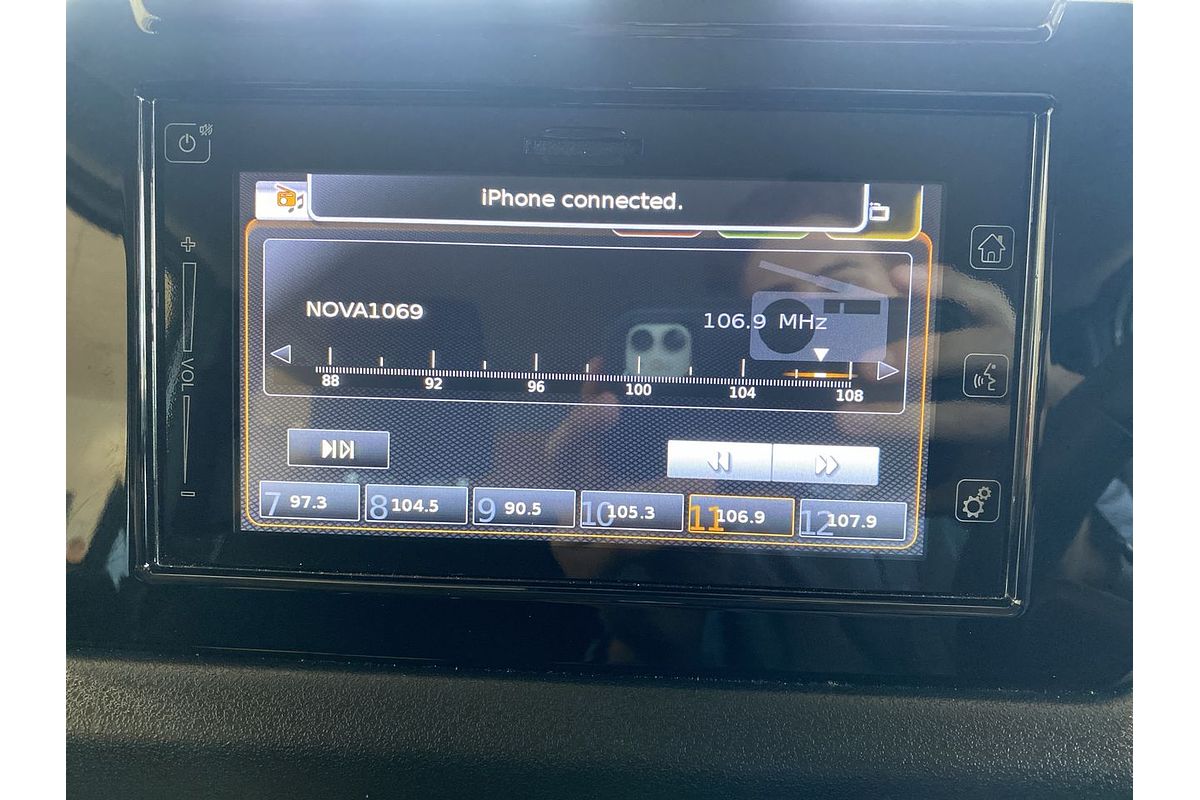 iPhone connected.
NOVA1069
106.9 MHz
88 92 96 100 104 108
VOL
7 97.3
8 104.5
9 90.5
10 105.3
11 106.9
12 107.9